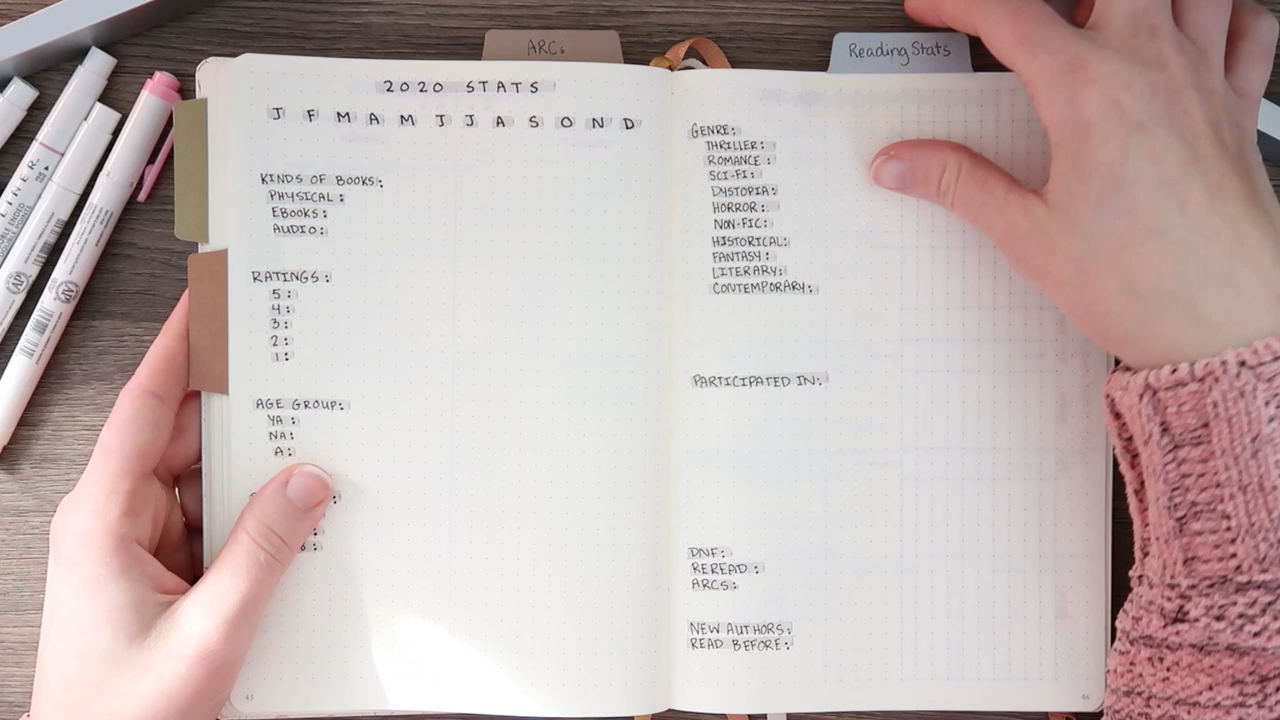 ARCs
Reading Stats
2020 STATS
J F M A M J J A S O N D
KINDS OF BOOKS:
PHYSICAL:
EBOOKS:
AUDIO:
RATINGS:
5:
4:
3:
2:
1:
AGE GROUP:
YA:
NA:
A:
45
GENRE:
THRILLER:
ROMANCE:
SCI-FI:
DYSTOPIA:
HORROR:
NON-FIC:
HISTORICAL:
FANTASY:
LITERARY:
CONTEMPORARY:
PARTICIPATED IN:
DNF:
REREAD:
ARCs:
NEW AUTHORS:
READ BEFORE:
46